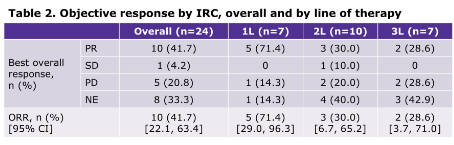 Table 2. Objective response by IRC, overall and by line of therapy
Overall (n=24) 1L (n=7) 2L (n=10) 3L (n=7)
Best overall response, n (%)
PR 10 (41.7) 5 (71.4) 3 (30.0) 2 (28.6)
SD 1 (4.2) 0 1 (10.0) 0
PD 5 (20.8) 1 (14.3) 2 (20.0) 2 (28.6)
NE 8 (33.3) 1 (14.3) 4 (40.0) 3 (42.9)
ORR, n (%) 10 (41.7) 5 (71.4) 3 (30.0) 2 (28.6)
[95% CI] [22.1, 63.4] [29.0, 96.3] [6.7, 65.2] [3.7, 71.0]